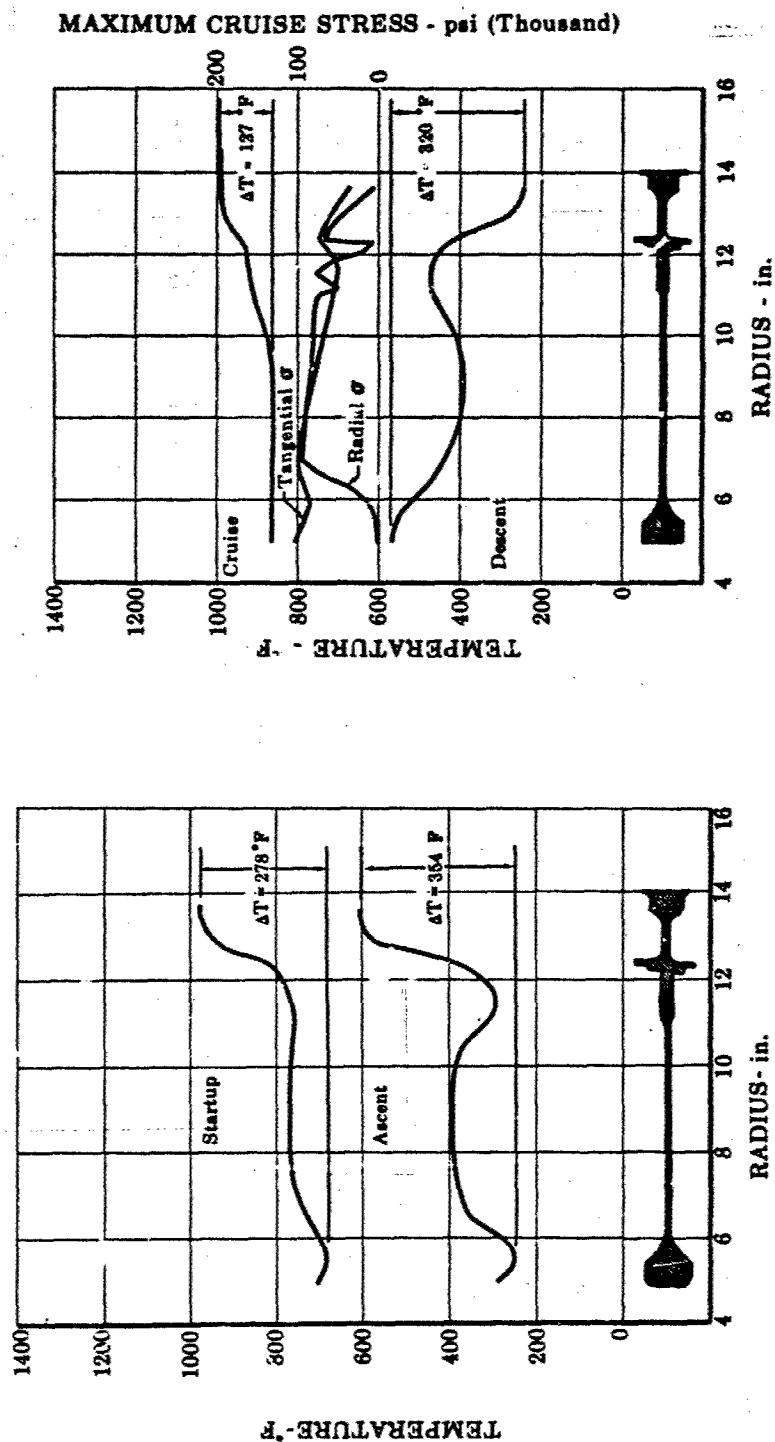 TEMPERATURE-°F
1400
1200
1000
800
600
400
200
0
Startup
ΔT = 278°F
Ascent
ΔT = 354 F
4
6
8
10
12
14
16
RADIUS- in.
MAXIMUM CRUISE STRESS - psi (Thousand)
TEMPERATURE - °F
1400
1200
1000
800
600
400
200
0
200
100
0
Cruise
ΔT = 137 °F
Tangential σ
Radial σ
ΔT = 320 °F
Descent
4
6
8
10
12
14
16
RADIUS - in.